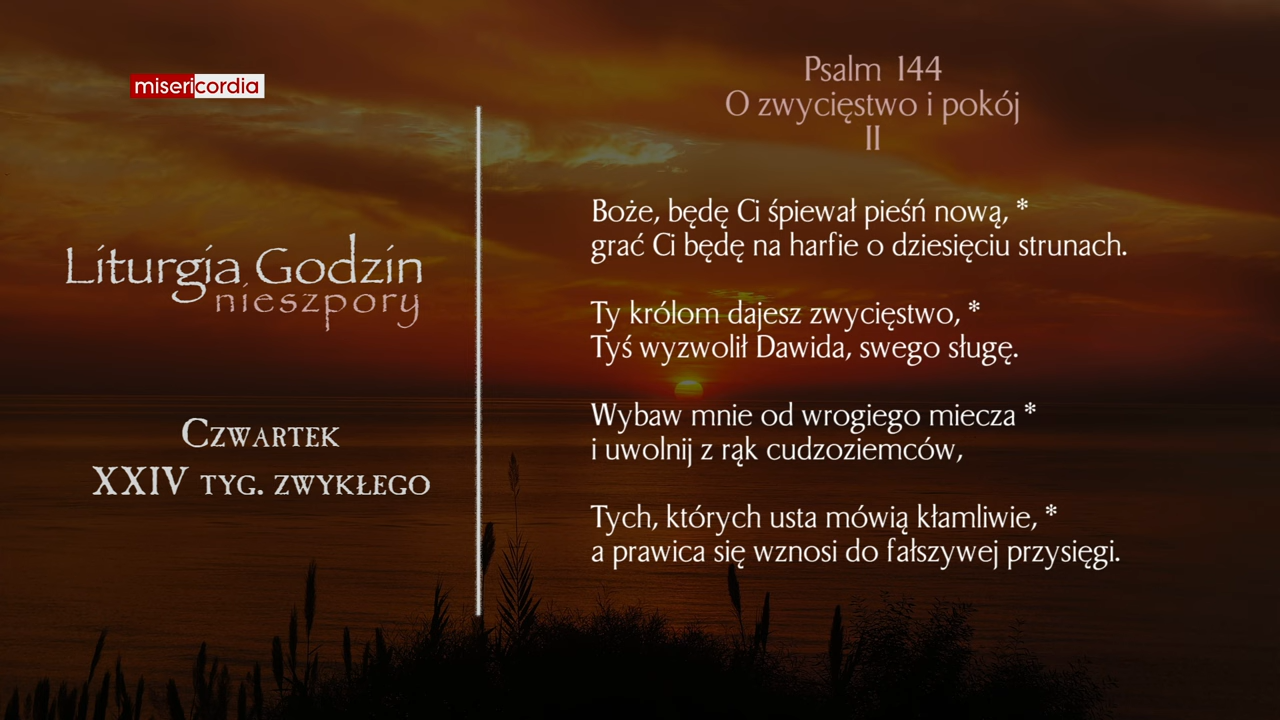 misericordia
Liturgia Godzin
nieszpory
Czwartek
XXIV tyg. zwykłego
Psalm 144
O zwycięstwo i pokój
II
Boże, będę Ci śpiewał pieśń nową, *
grać Ci będę na harfie o dziesięciu strunach.
Ty królom dajesz zwycięstwo, *
Tyś wyzwolił Dawida, swego sługę.
Wybaw mnie od wrogiego miecza *
i uwolnij z rąk cudzoziemców,
Tych, których usta mówią kłamliwie, *
a prawica się wznosi do fałszywej przysięgi.